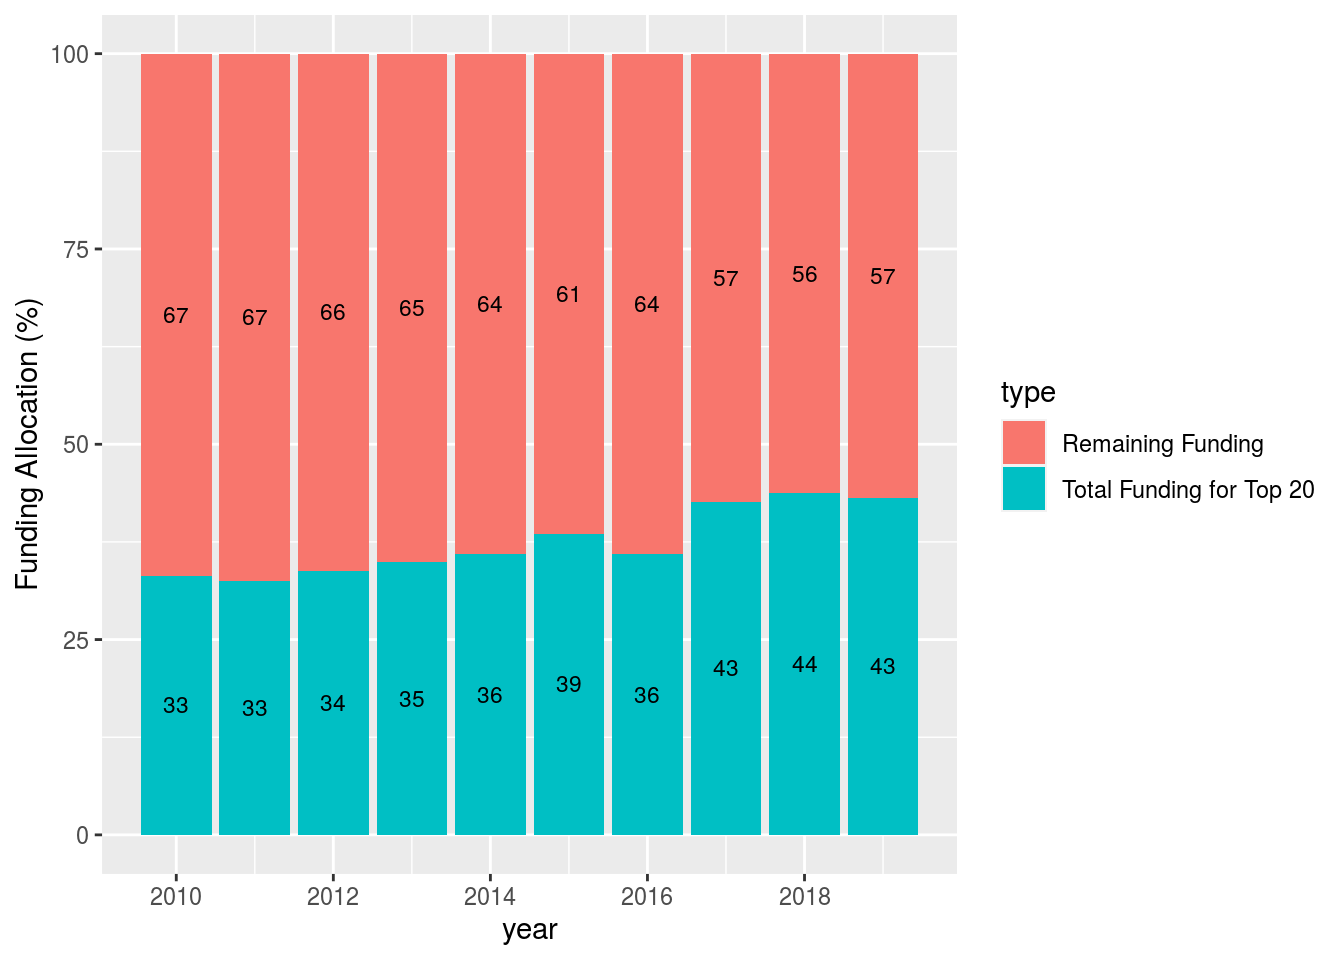 100
75
50
25
0
Funding Allocation (%)
67 67 66 65 64 61 64 57 56 57
33 33 34 35 36 39 36 43 44 43
2010 2012 2014 2016 2018
year
type
Remaining Funding
Total Funding for Top 20